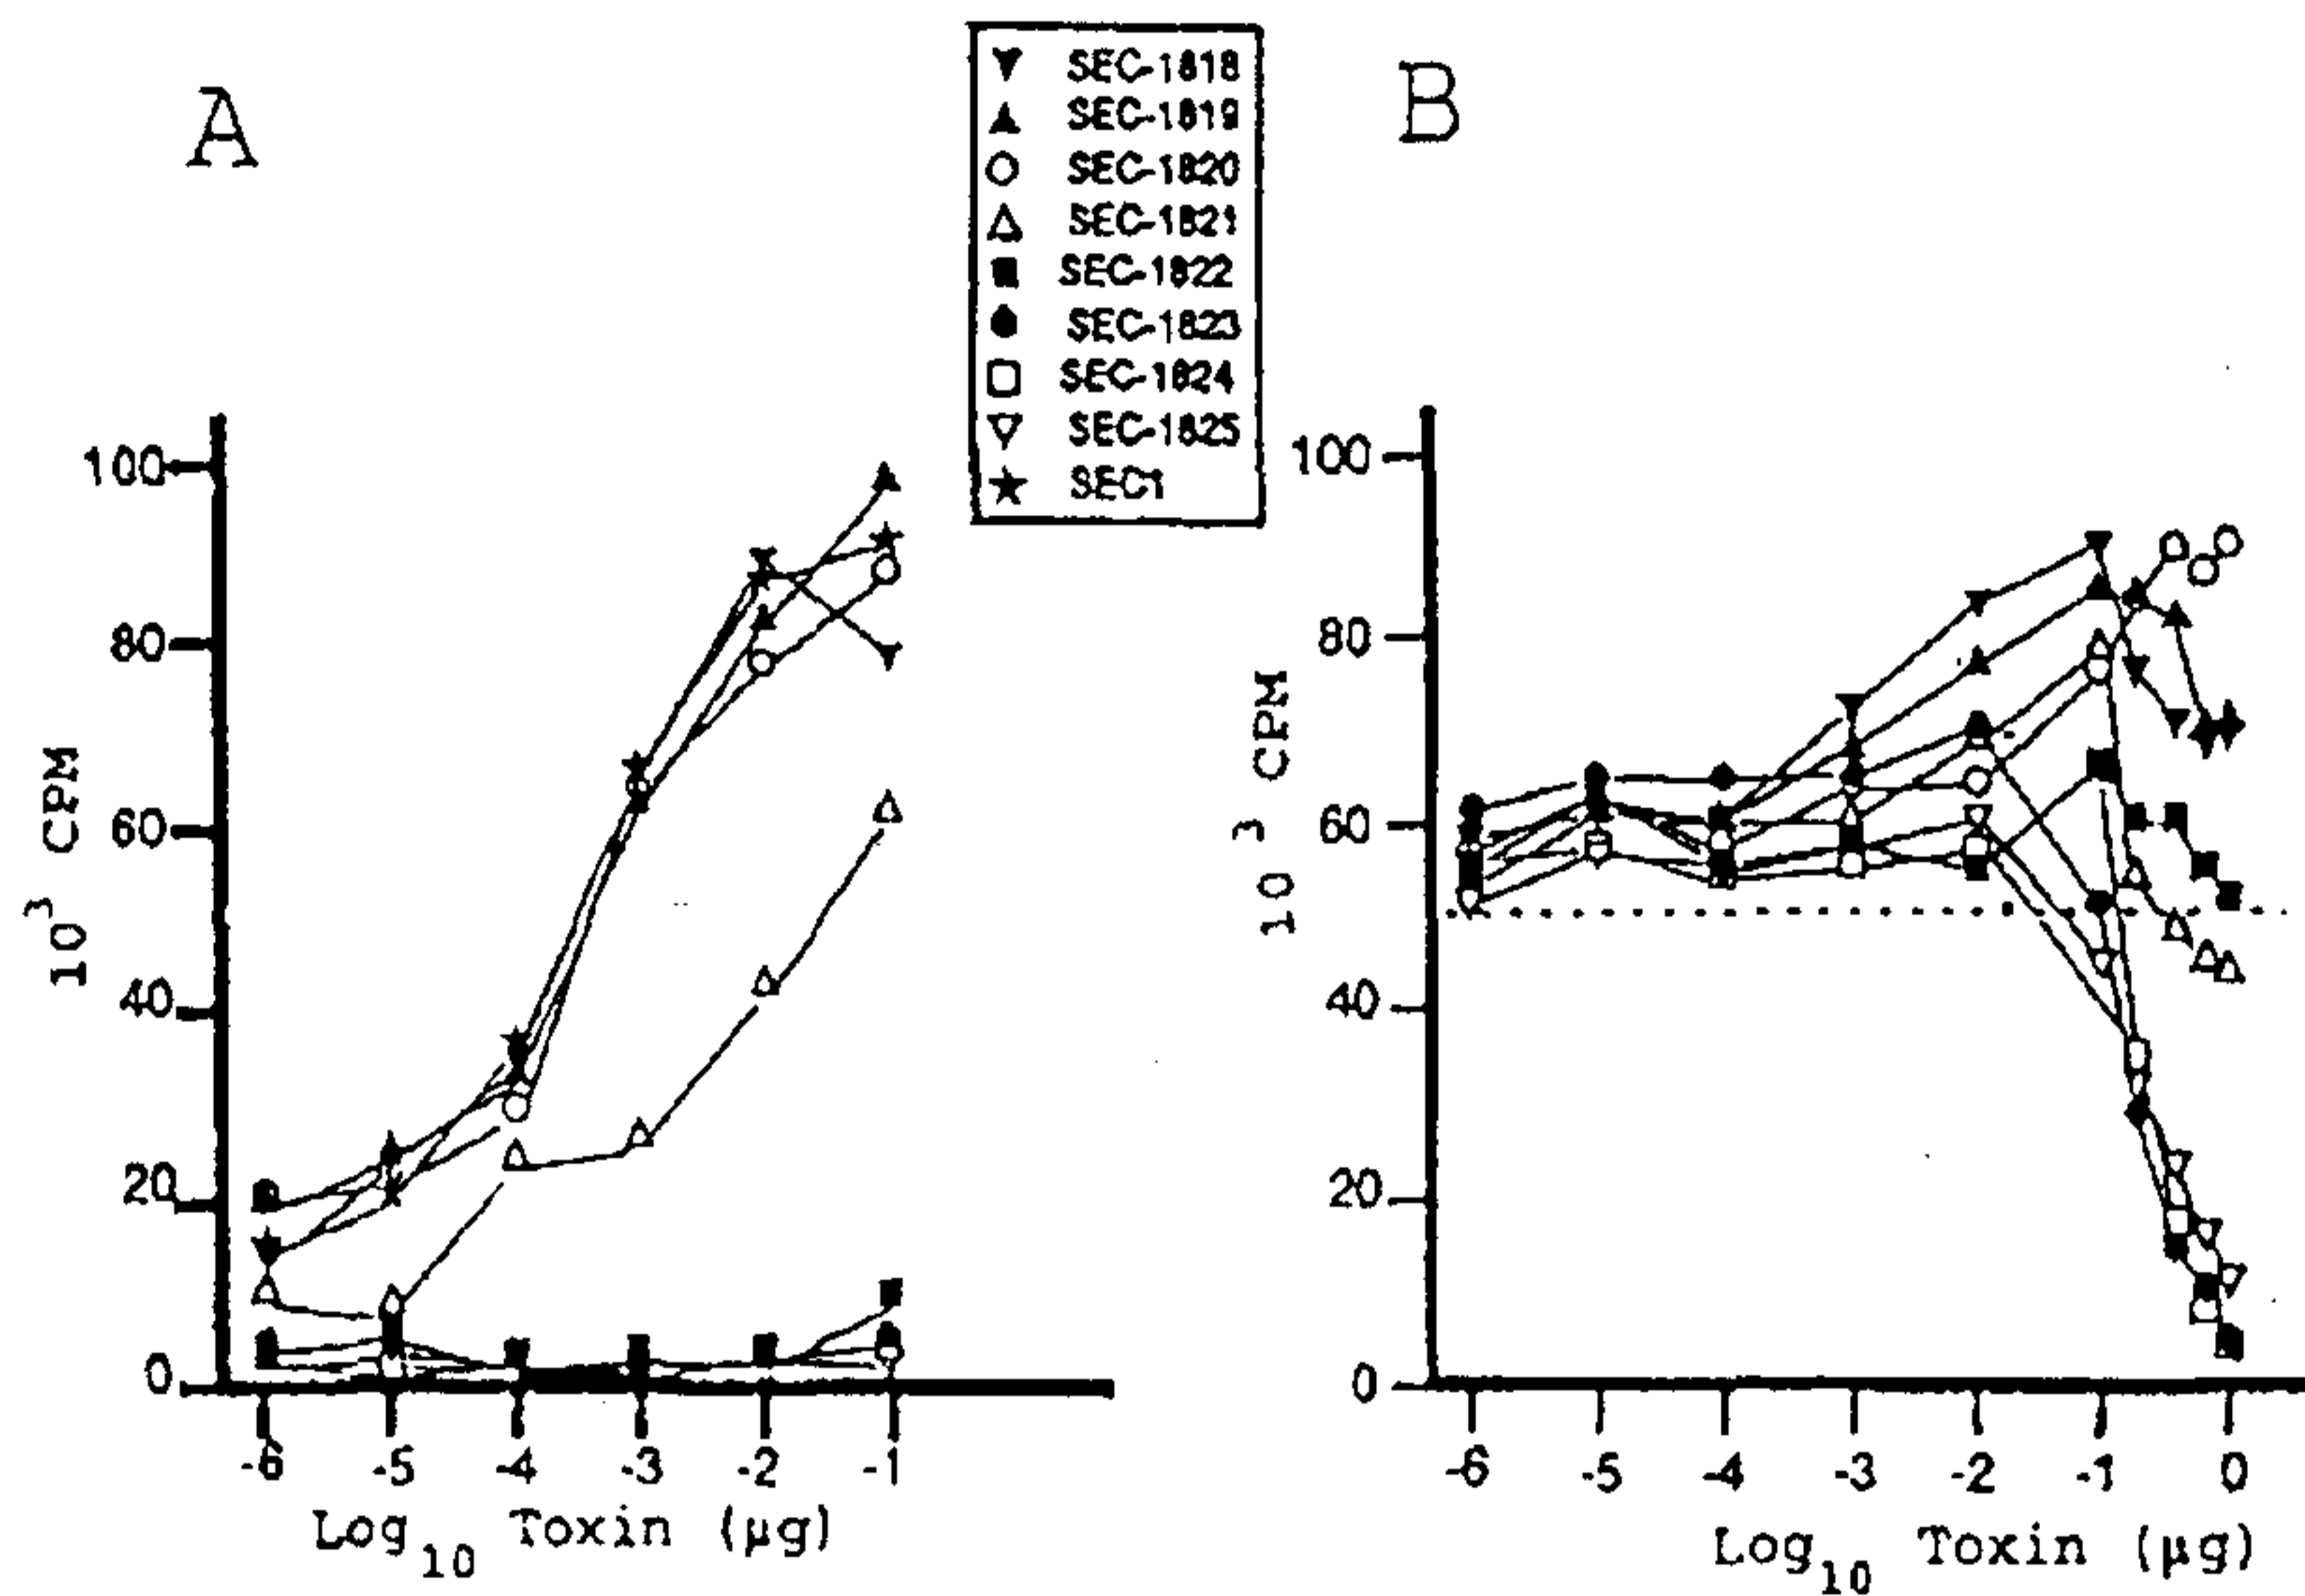 A
B
SEC-1818
SEC-1819
SEC-1820
SEC-1821
SEC-1822
SEC-1823
SEC-1824
SEC-1825
SEC1
100
80
60
40
20
0
10³ CPM
-6 -5 -4 -3 -2 -1
Log₁₀ Toxin (µg)
100
80
60
40
20
0
10³ CPM
-6 -5 -4 -3 -2 -1 0
Log₁₀ Toxin (µg)